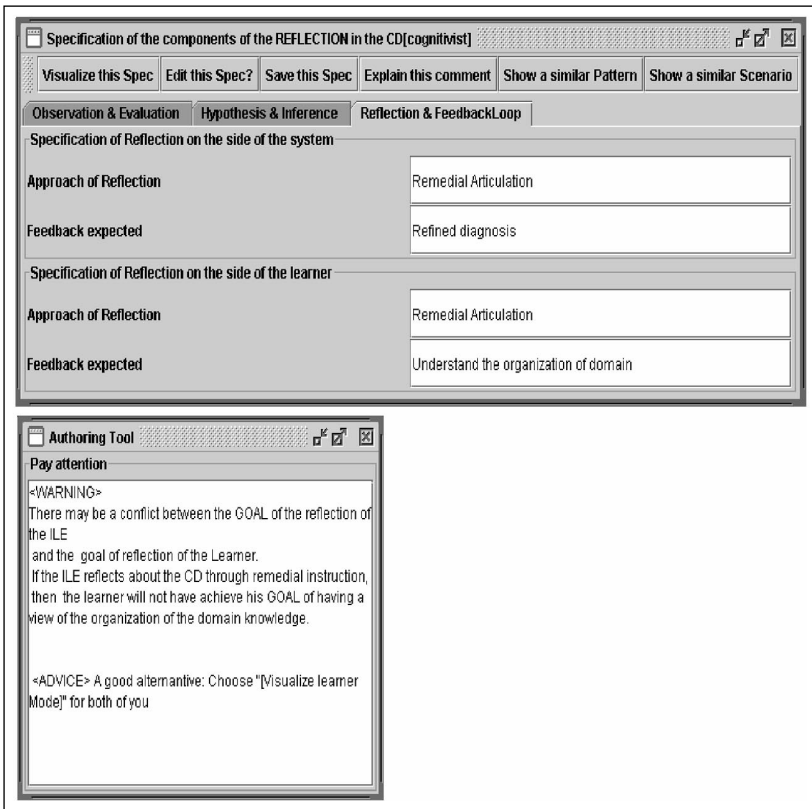 Specification of the components of the REFLECTION in the CD[cognitivist]
Visualize this Spec Edit this Spec? Save this Spec Explain this comment Show a similar Pattern Show a similar Scenario
Observation & Evaluation Hypothesis & Inference Reflection & FeedbackLoop
Specification of Reflection on the side of the system
Approach of Reflection Remedial Articulation
Feedback expected Refined diagnosis
Specification of Reflection on the side of the learner
Approach of Reflection Remedial Articulation
Feedback expected Understand the organization of domain
Authoring Tool
Pay attention
<WARNING>
There may be a conflict between the GOAL of the reflection of
the ILE
and the goal of reflection of the Learner.
If the ILE reflects about the CD through remedial instruction,
then the learner will not have achieve his GOAL of having a
view of the organization of the domain knowledge.
<ADVICE> A good alternantive: Choose "[Visualize learner
Mode]" for both of you